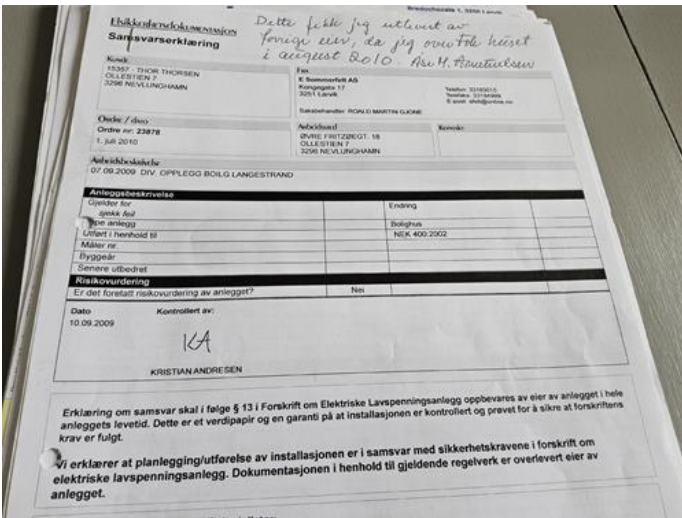 Elsikkerhetsdokumentasjon
Samsvarserklæring
Dette fikk jeg utlevert av
forrige eier, da jeg overtok huset
i august 2010. Åse M.
Kunde
15357 - THOR THORSEN
OLLESTIEN 7
3296 NEVLUNGHAMN
Fra
E Sommerfelt AS
Kongegata 17
3251 Larvik
Saksbehandler: ROALD MARTIN GJONE
Telefon:
Telefaks:
E-post:
Ordre / dato
Ordre nr: 23878
1. juli 2010
Arbeidssted
ØVRE FRITZØEGT. 18
OLLESTIEN 7
3296 NEVLUNGHAMN
Kontakt
Arbeidsbeskrivelse
07.09.2009 DIV. OPPLEGG BOILG LANGESTRAND
Anleggsbeskrivelse
Gjelder for Endring
sjekk feil
pe anlegg Bolighus
Utført i henhold til NEK 400:2002
Måler nr.
Byggeår
Senere utbedret
Risikovurdering
Er det foretatt risikovurdering av anlegget? Nei
Dato Kontrollert av:
10.09.2009
KA
KRISTIAN ANDRESEN
Erklæring om samsvar skal i følge § 13 i Forskrift om Elektriske Lavspenningsanlegg oppbevares av eier av anlegget i hele
anleggets levetid. Dette er et verdipapir og en garanti på at installasjonen er kontrollert og prøvet for å sikre at forskriftens
krav er fulgt.
Vi erklærer at planlegging/utførelse av installasjonen er i samsvar med sikkerhetskravene i forskrift om
elektriske lavspenningsanlegg. Dokumentasjonen i henhold til gjeldende regelverk er overlevert eier av
anlegget.